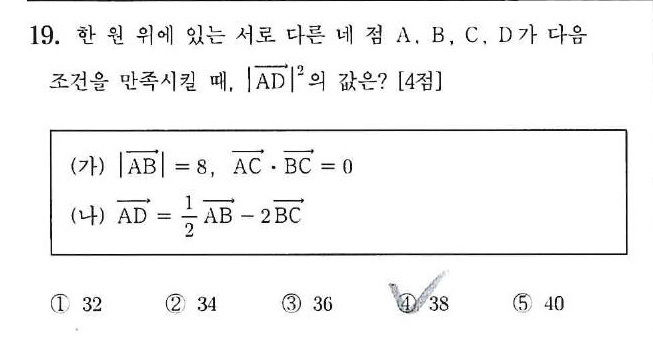 19. 한 원 위에 있는 서로 다른 네 점 A, B, C, D가 다음
조건을 만족시킬 때, |$\overrightarrow{AD}$|²의 값은? [4점]
(가) |$\overrightarrow{AB}$| = 8, $\overrightarrow{AC}$ · $\overrightarrow{BC}$ = 0
(나) $\overrightarrow{AD}$ = $\frac{1}{2}$ $\overrightarrow{AB}$ − 2$\overrightarrow{BC}$
① 32 ② 34 ③ 36 ④ 38 ⑤ 40